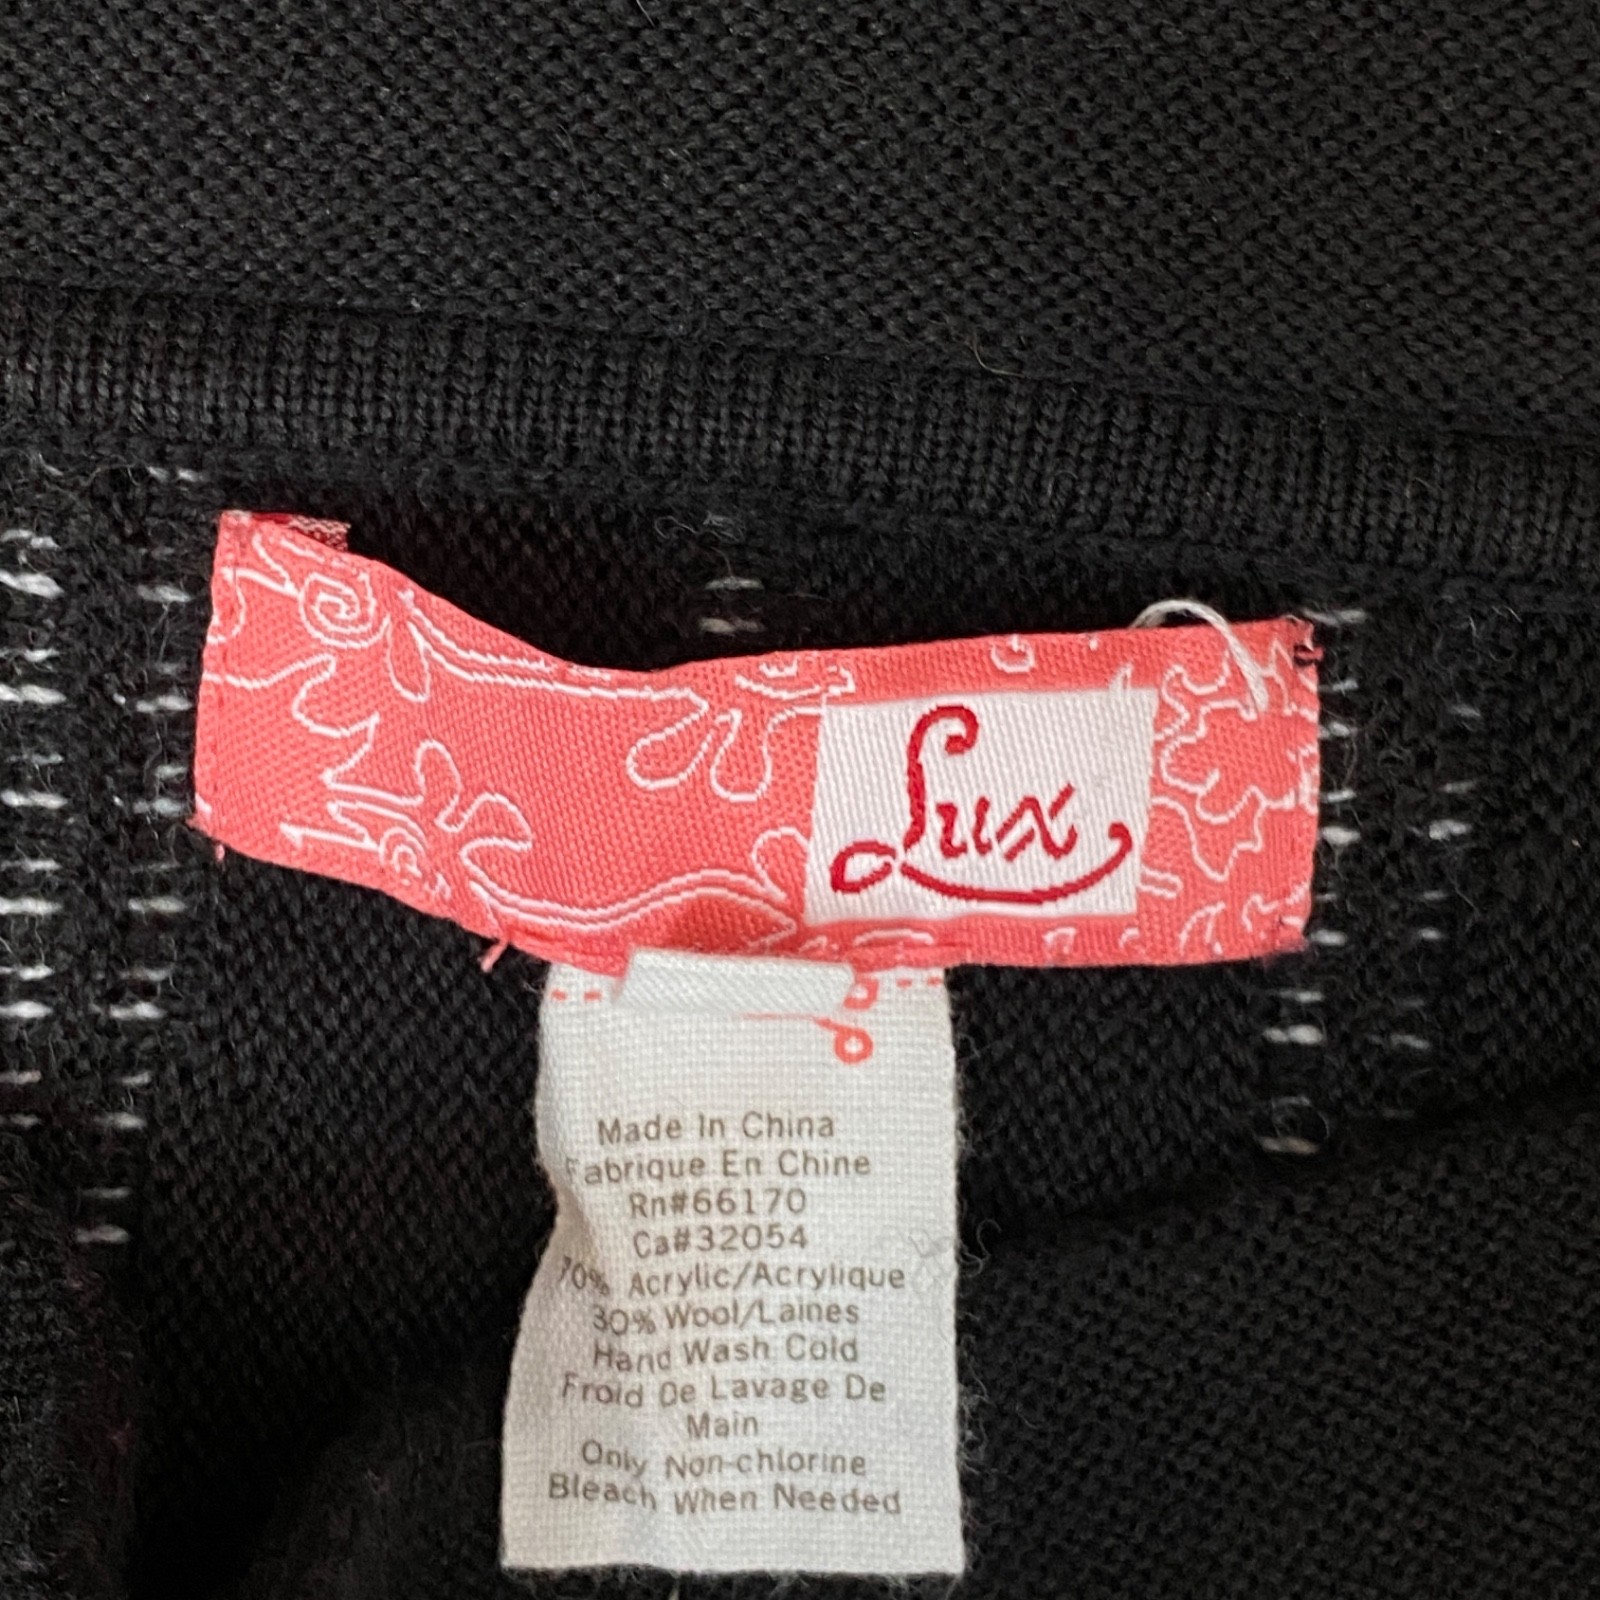 Lux
Made In China
Fabrique En Chine
Rn#66170
Ca#32054
70% Acrylic/Acrylique
30% Wool/Laines
Hand Wash Cold
Froid De Lavage De
Main
Only Non-chlorine
Bleach When Needed